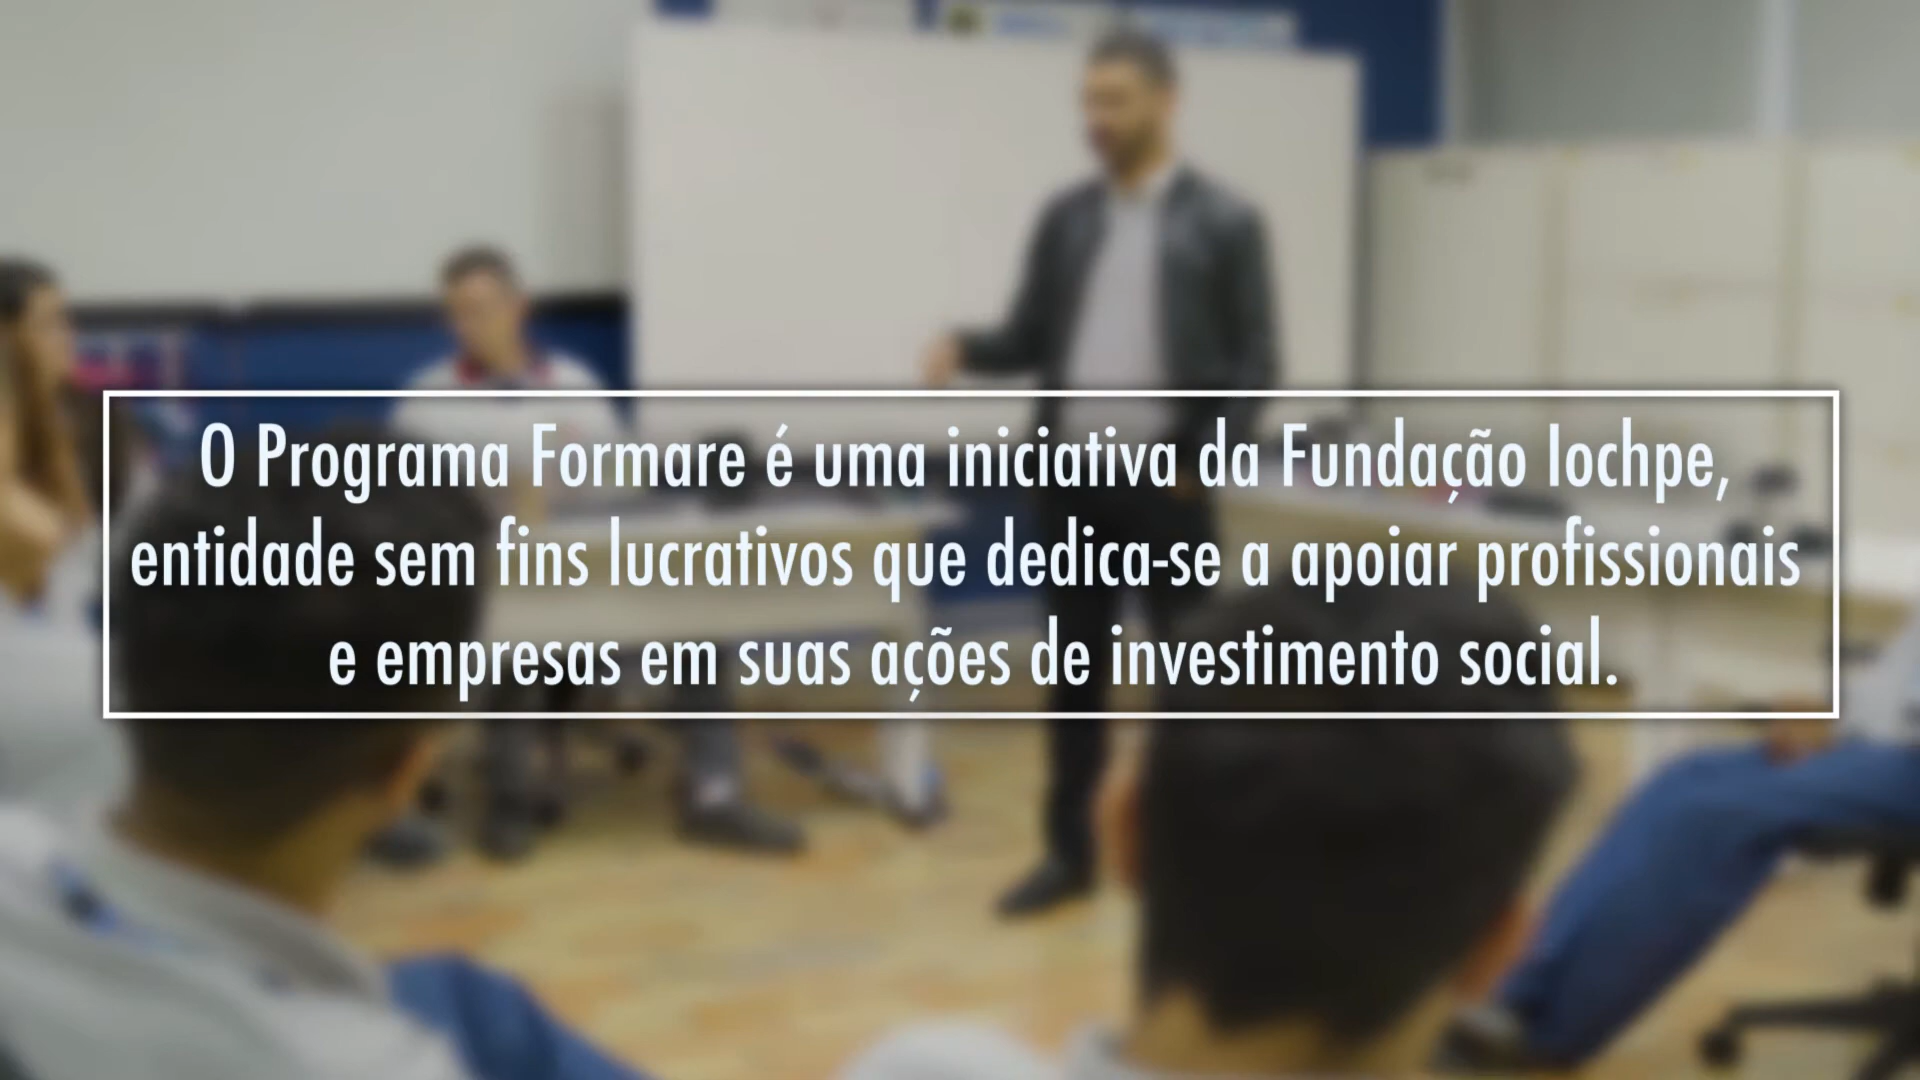 O Programa Formare é uma iniciativa da Fundação Iochpe,
entidade sem fins lucrativos que dedica-se a apoiar profissionais
e empresas em suas ações de investimento social.